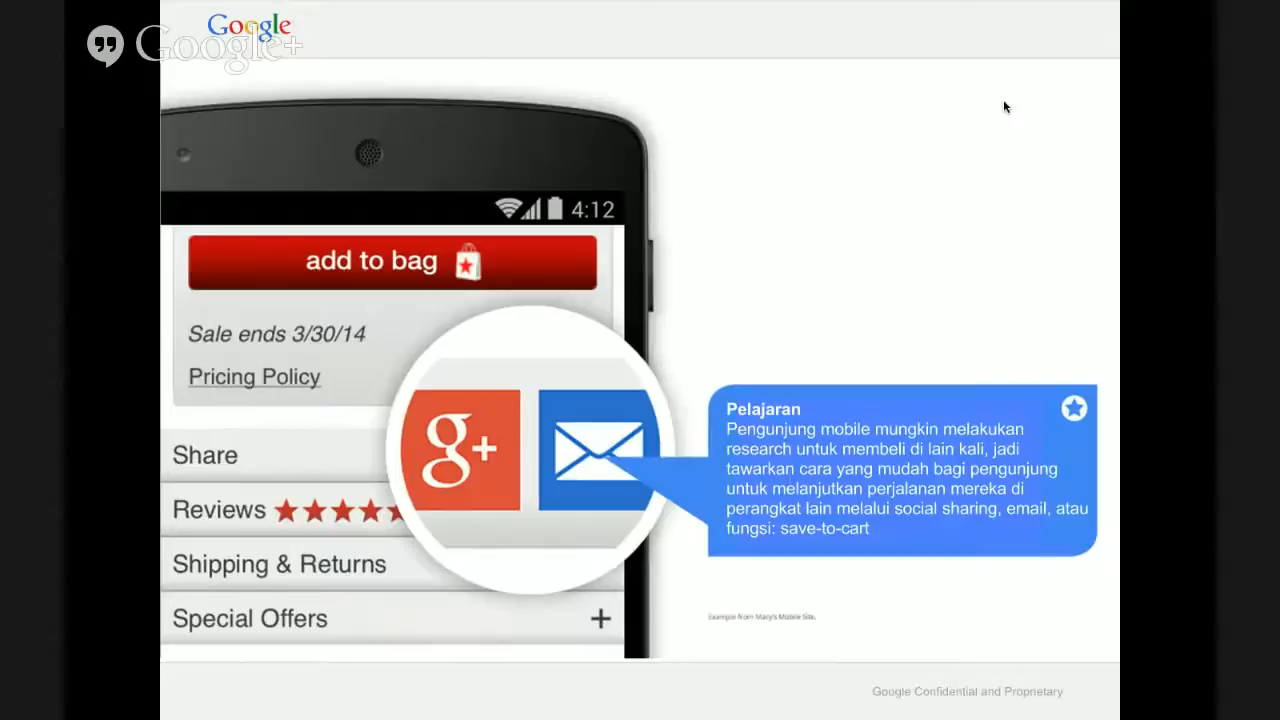 Google
Google+
4:12
add to bag
Sale ends 3/30/14
Pricing Policy
Share
Reviews
Shipping & Returns
Special Offers +
g+
Pelajaran
Pengunjung mobile mungkin melakukan
research untuk membeli di lain kali, jadi
tawarkan cara yang mudah bagi pengunjung
untuk melanjutkan perjalanan mereka di
perangkat lain melalui social sharing, email, atau
fungsi: save-to-cart
Example from Macy's Mobile Site.
Google Confidential and Proprietary